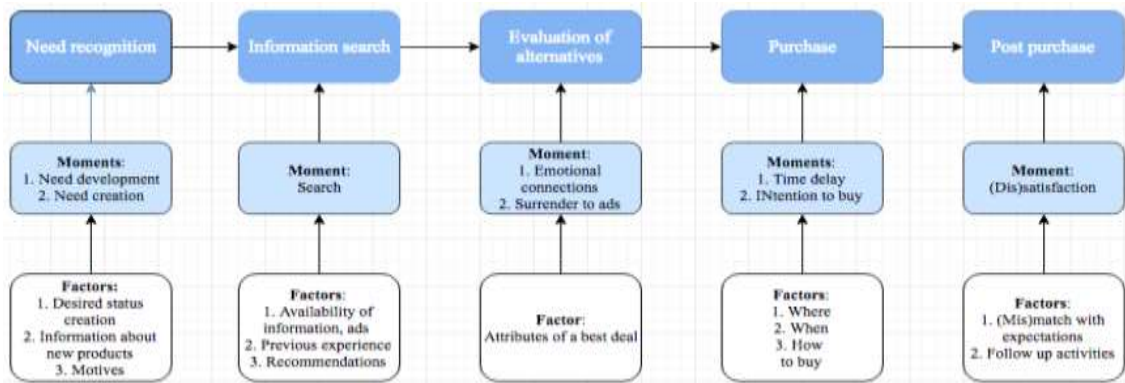 Need recognition
Information search
Evaluation of
alternatives
Purchase
Post purchase
Moments:
1. Need development
2. Need creation
Moment:
Search
Moment:
1. Emotional
connections
2. Surrender to ads
Moments:
1. Time delay
2. INtention to buy
Moment:
(Dis)satisfaction
Factors:
1. Desired status
creation
2. Information about
new products
3. Motives
Factors:
1. Availability of
information, ads
2. Previous experience
3. Recommendations
Factor:
Attributes of a best deal
Factors:
1. Where
2. When
3. How
to buy
Factors:
1. (Mis)match with
expectations
2. Follow up activities